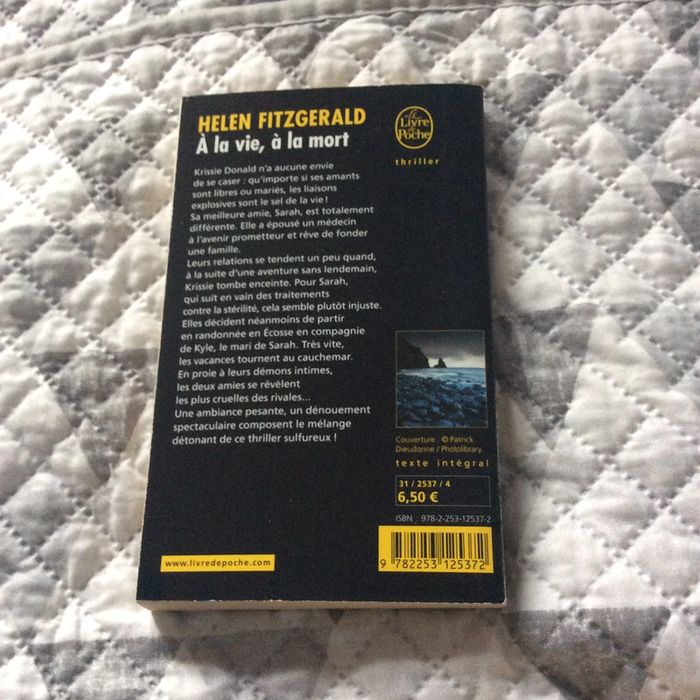 HELEN FITZGERALD
À la vie, à la mort
Krissie Donald n'a aucune envie
de se caser : qu'importe si ses amants
sont libres ou mariés, les liaisons
explosives sont le sel de la vie !
Sa meilleure amie, Sarah, est totalement
différente. Elle a épousé un médecin
à l'avenir prometteur et rêve de fonder
une famille.
Leurs relations se tendent un peu quand,
à la suite d'une aventure sans lendemain,
Krissie tombe enceinte. Pour Sarah,
qui suit en vain des traitements
contre la stérilité, cela semble plutôt injuste.
Elles décident néanmoins de partir
en randonnée en Écosse en compagnie
de Kyle, le mari de Sarah. Très vite,
les vacances tournent au cauchemar.
En proie à leurs démons intimes,
les deux amies se révèlent
les plus cruelles des rivales...
Une ambiance pesante, un dénouement
spectaculaire composent le mélange
détonant de ce thriller sulfureux !
www.livredepoche.com
Le
Livre
de
Poche
thriller
Couverture : © Patrick
Dieudonne / Photolibrary.
texte intégral
31 / 2537 / 4
6,50 €
ISBN : 978-2-253-12537-2
9 782253 125372